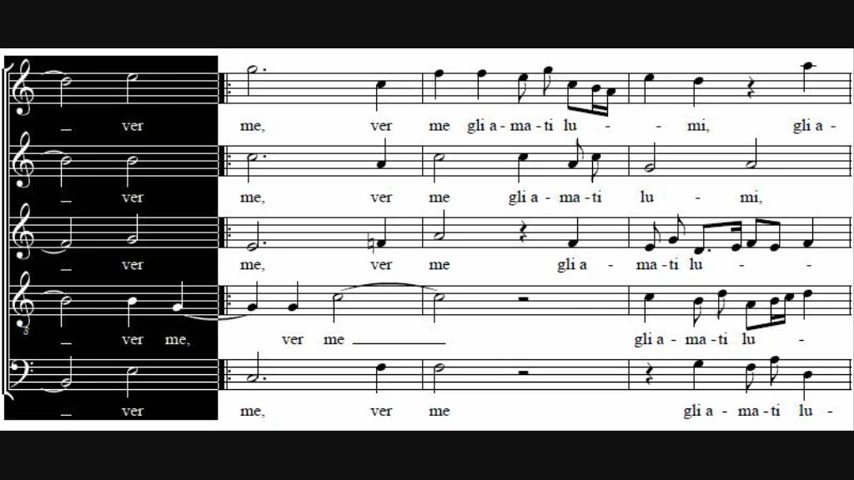 _ ver me, ver me gli a - ma - ti lu - - mi, gli a -
_ ver me, ver me gli a - ma - ti lu - mi,
_ ver me, ver me gli a - ma - ti lu - -
8
_ ver me, ver me ________ gli a - ma - ti lu -
_ ver me, ver me gli a - ma - ti lu -